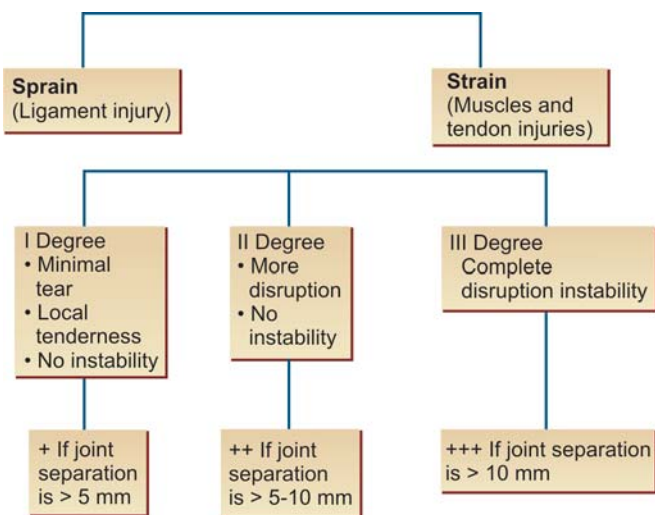 Sprain
(Ligament injury)
Strain
(Muscles and
tendon injuries)
I Degree
• Minimal
tear
• Local
tenderness
• No instability
II Degree
• More
disruption
• No
instability
III Degree
Complete
disruption instability
+ If joint
separation
is > 5 mm
++ If joint
separation
is > 5-10 mm
+++ If joint separation
is > 10 mm